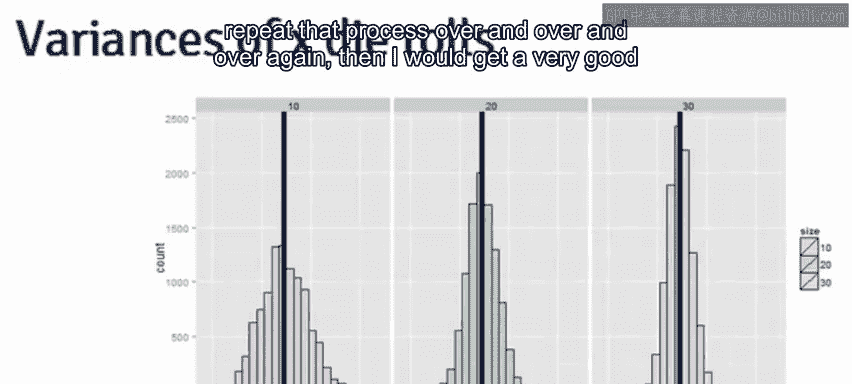 Variances of x die rolls
repeat that process over and over and
over again, then I would get a very good
10
20
30
2500
2000
1500
1000
500
count
size
10
20
30